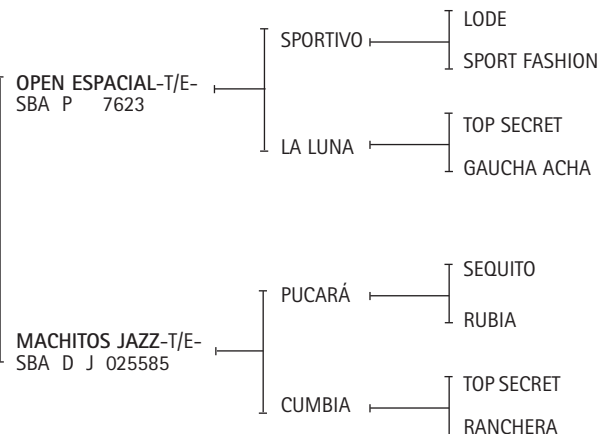 LODE
SPORTIVO
SPORT FASHION
OPEN ESPACIAL-T/E-
SBA P 7623
TOP SECRET
LA LUNA
GAUCHA ACHA
SEQUITO
PUCARÁ
RUBIA
MACHITOS JAZZ-T/E-
SBA D J 025585
TOP SECRET
CUMBIA
RANCHERA